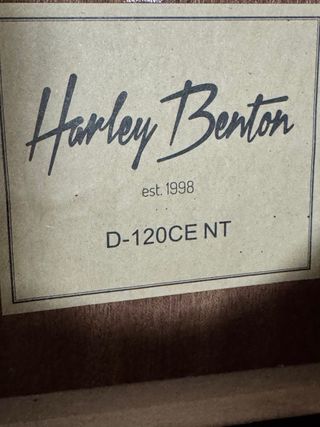 Harley Benton
est. 1998
D-120CE NT